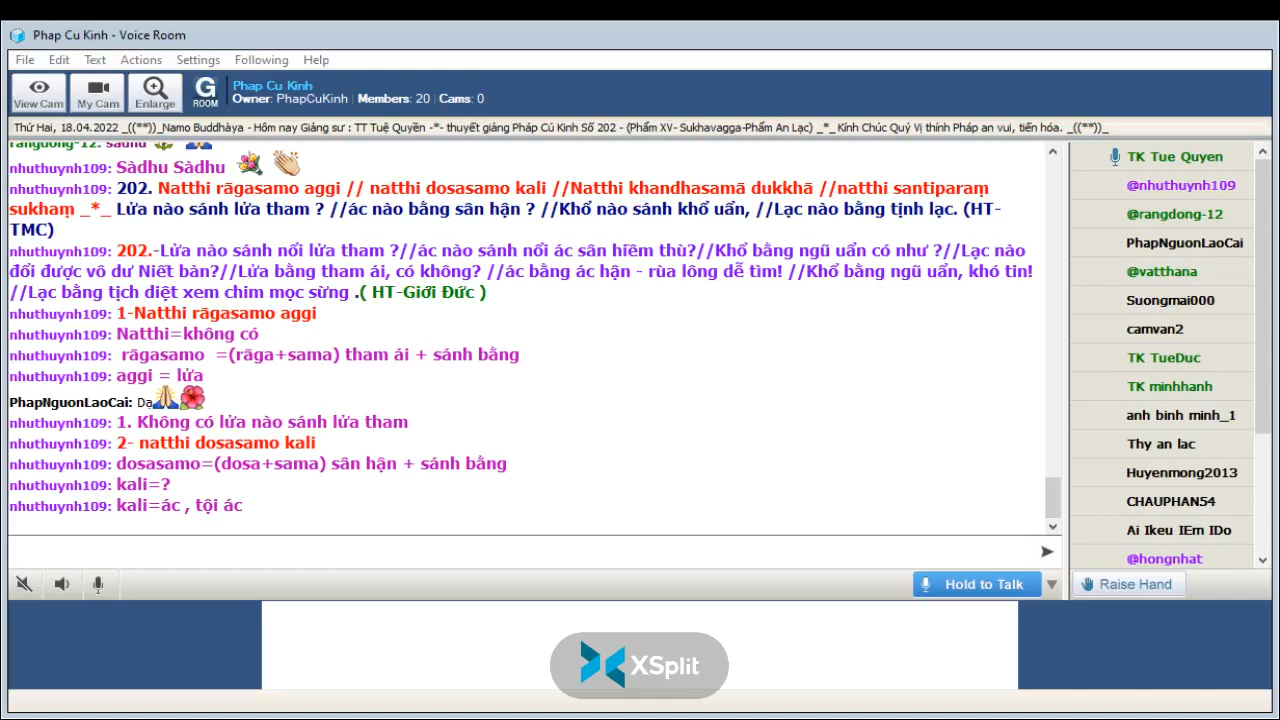 Phap Cu Kinh - Voice Room
File Edit Text Actions Settings Following Help
View Cam My Cam Enlarge G ROOM
Phap Cu Kinh
Owner: PhapCuKinh | Members: 20 | Cams: 0
Thứ Hai, 18.04.2022 _((**))_Namo Buddhàya - Hôm nay Giảng sư : TT Tuệ Quyền -*- thuyết giảng Pháp Cú Kinh Số 202 - (Phẩm XV- Sukhavagga-Phẩm An Lạc) _*_ Kính Chúc Quý Vị thính Pháp an vui, tiến hóa. _((**))_
rangdong-12: sadhu
nhuthuynh109: Sàdhu Sàdhu
nhuthuynh109: 202. Natthi rāgasamo aggi // natthi dosasamo kali //Natthi khandhasamā dukkhā //natthi santiparaṃ
sukhaṃ _*_ Lửa nào sánh lửa tham ? //ác nào bằng sân hận ? //Khổ nào sánh khổ uẩn, //Lạc nào bằng tịnh lạc. (HT-
TMC)
nhuthuynh109: 202.-Lửa nào sánh nổi lửa tham ?//ác nào sánh nổi ác sân hiềm thù?//Khổ bằng ngũ uẩn có như ?//Lạc nào
đổi được vô dư Niết bàn?//Lửa bằng tham ái, có không? //ác bằng ác hận - rùa lông dễ tìm! //Khổ bằng ngũ uẩn, khó tin!
//Lạc bằng tịch diệt xem chim mọc sừng .( HT-Giới Đức )
nhuthuynh109: 1-Natthi rāgasamo aggi
nhuthuynh109: Natthi=không có
nhuthuynh109: rāgasamo =(rāga+sama) tham ái + sánh bằng
nhuthuynh109: aggi = lửa
PhapNguonLaoCai: Dạ
nhuthuynh109: 1. Không có lửa nào sánh lửa tham
nhuthuynh109: 2- natthi dosasamo kali
nhuthuynh109: dosasamo=(dosa+sama) sân hận + sánh bằng
nhuthuynh109: kali=?
nhuthuynh109: kali=ác , tội ác
TK Tue Quyen
@nhuthuynh109
@rangdong-12
PhapNguonLaoCai
@vatthana
Suongmai000
camvan2
TK TueDuc
TK minhhanh
anh binh minh_1
Thy an lac
Huyenmong2013
CHAUPHAN54
Ai Ikeu IEm IDo
@hongnhat
Hold to Talk
Raise Hand
XSplit